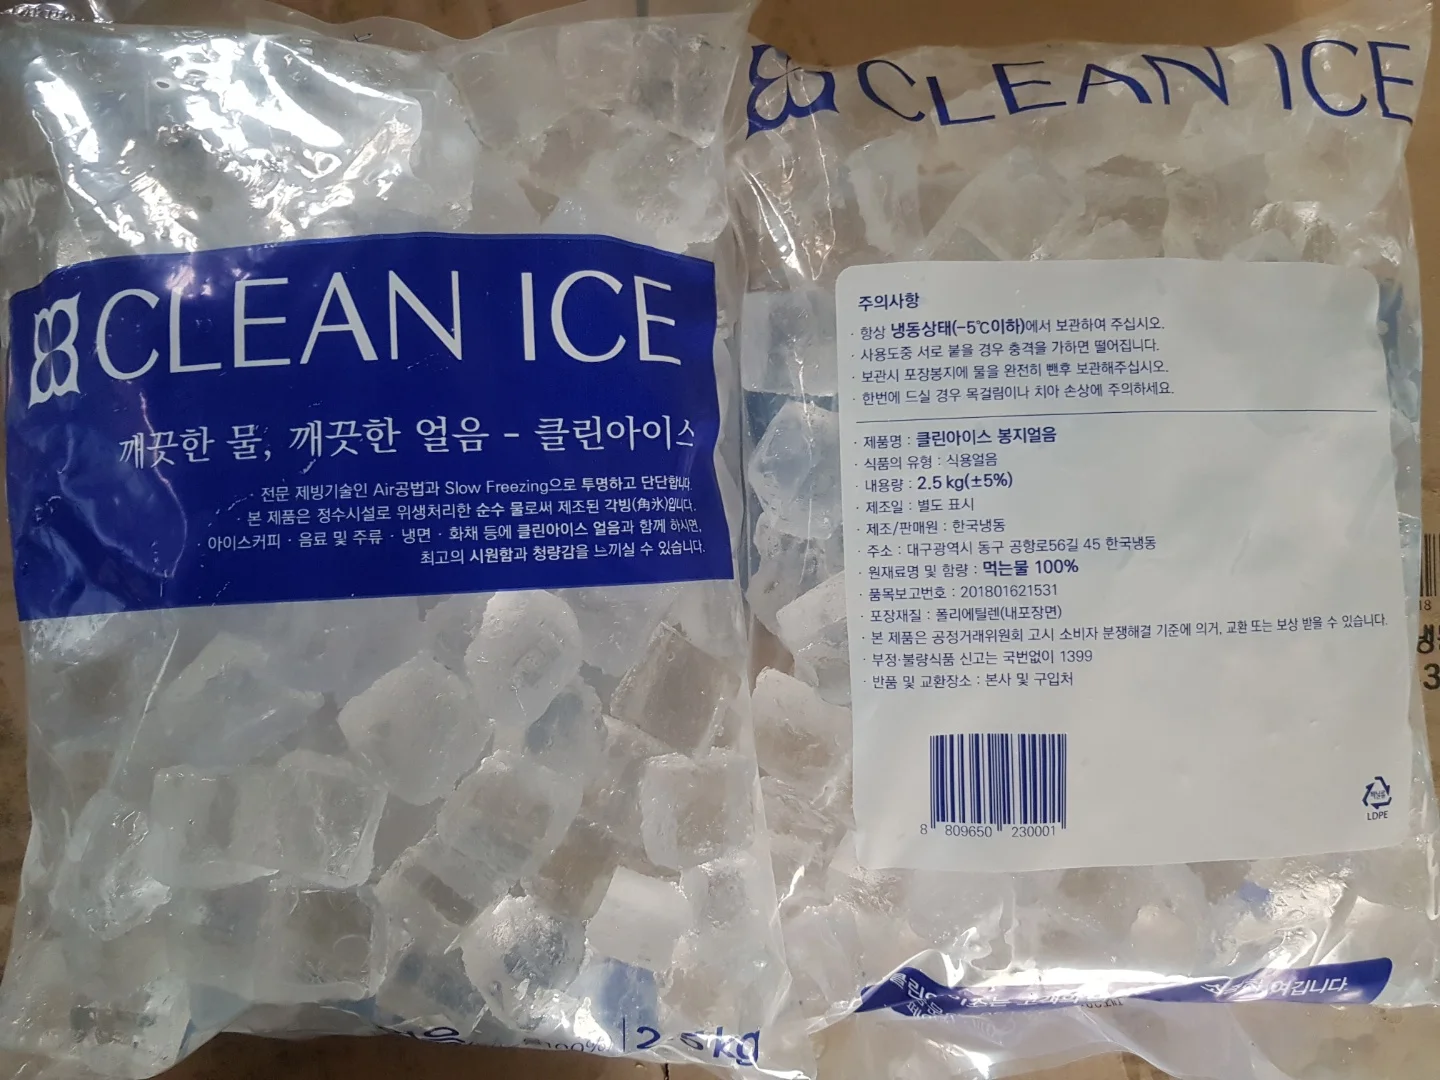 CLEAN ICE
깨끗한 물, 깨끗한 얼음 - 클린아이스
· 전문 제빙기술인 Air공법과 Slow Freezing으로 투명하고 단단합니다.
· 본 제품은 정수시설로 위생처리한 순수 물로써 제조된 각빙(角氷)입니다.
· 아이스커피 · 음료 및 주류 · 냉면 · 화채 등에 클린아이스 얼음과 함께 하시면,
최고의 시원함과 청량감을 느끼실 수 있습니다.
100% | 2.5kg
CLEAN ICE
주의사항
· 항상 냉동상태(-5℃이하)에서 보관하여 주십시오.
· 사용도중 서로 붙을 경우 충격을 가하면 떨어집니다.
· 보관시 포장봉지에 물을 완전히 뺀후 보관해주십시오.
· 한번에 드실 경우 목걸림이나 치아 손상에 주의하세요.
· 제품명 : 클린아이스 봉지얼음
· 식품의 유형 : 식용얼음
· 내용량 : 2.5 kg(±5%)
· 제조일 : 별도 표시
· 제조/판매원 : 한국냉동
· 주소 : 대구광역시 동구 공항로56길 45 한국냉동
· 원재료명 및 함량 : 먹는물 100%
· 품목보고번호 : 201801621531
· 포장재질 : 폴리에틸렌(내포장면)
· 본 제품은 공정거래위원회 고시 소비자 분쟁해결 기준에 의거, 교환 또는 보상 받을 수 있습니다.
· 부정·불량식품 신고는 국번없이 1399
· 반품 및 교환장소 : 본사 및 구입처
8 809650 230001
비닐류
LDPE
여깁니다
18
3